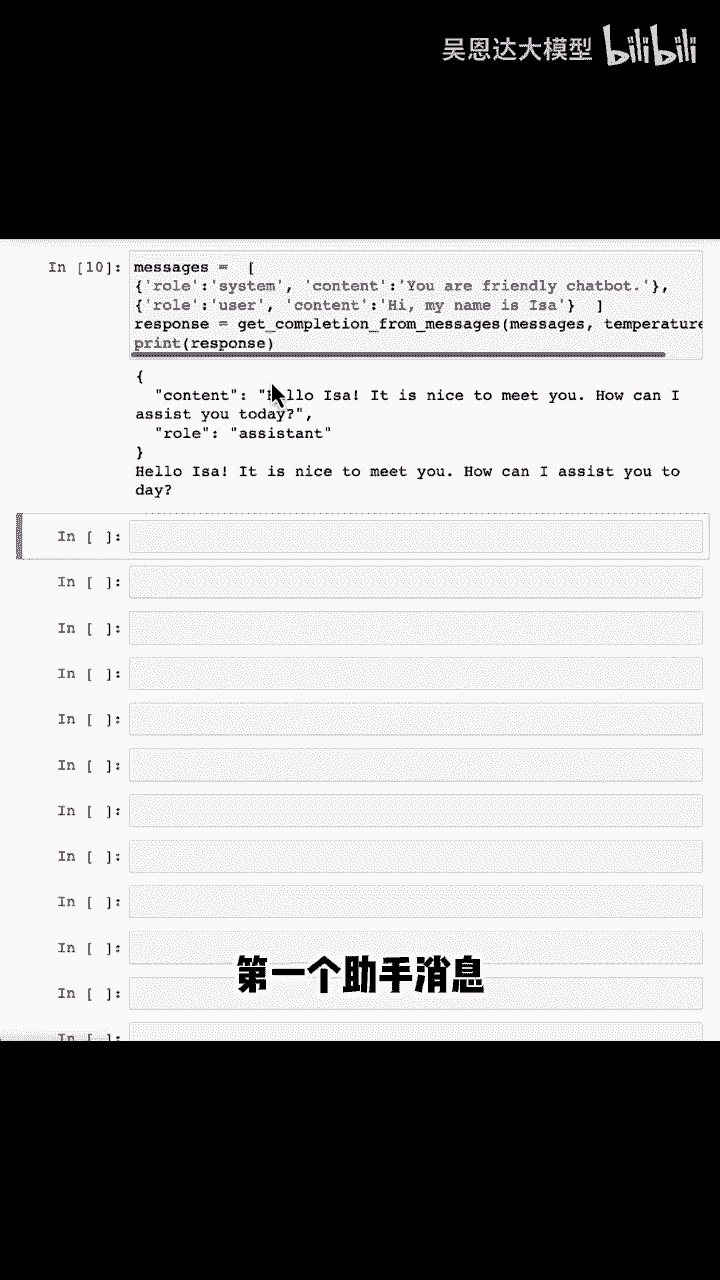 吴恩达大模型 bilibili
In [10]: messages =  [
{'role':'system', 'content':'You are friendly chatbot.'},
{'role':'user', 'content':'Hi, my name is Isa'}  ]
response = get_completion_from_messages(messages, temperature
print(response)
{
  "content": "Hello Isa! It is nice to meet you. How can I
assist you today?",
  "role": "assistant"
}
Hello Isa! It is nice to meet you. How can I assist you to
day?
In [ ]:
In [ ]:
In [ ]:
In [ ]:
In [ ]:
In [ ]:
In [ ]:
In [ ]:
In [ ]:
In [ ]:
第一个助手消息
In [ ]:
In [ ]: